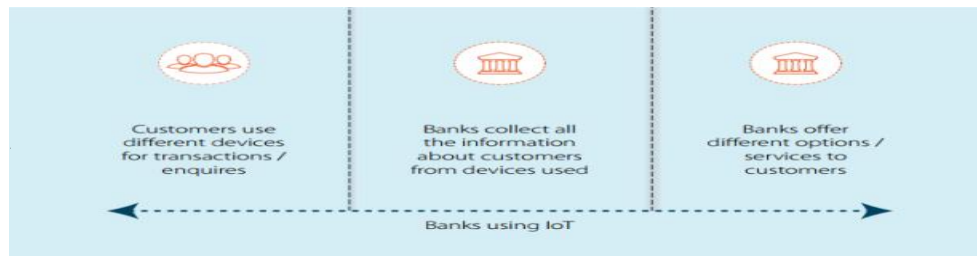 Customers use
different devices
for transactions /
enquires
Banks collect all
the information
about customers
from devices used
Banks offer
different options /
services to
customers
Banks using IoT